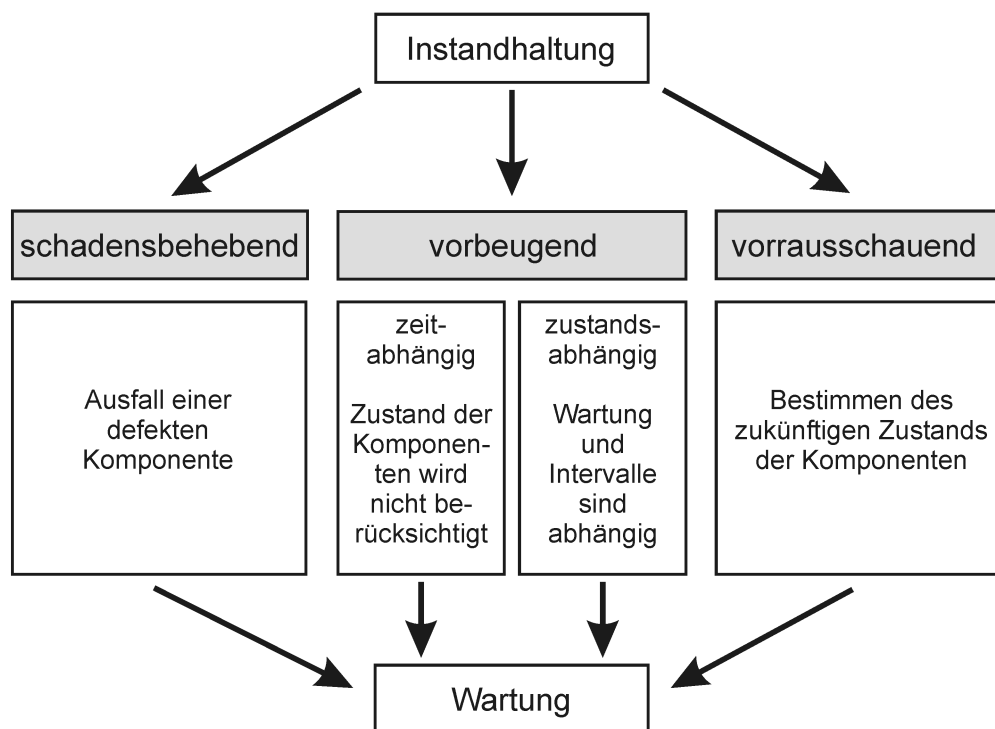 Instandhaltung
schadensbehebend
vorbeugend
vorrausschauend
Ausfall einer
defekten
Komponente
zeit-
abhängig
Zustand der
Komponen-
ten wird
nicht be-
rücksichtigt
zustands-
abhängig
Wartung
und
Intervalle
sind
abhängig
Bestimmen des
zukünftigen Zustands
der Komponenten
Wartung